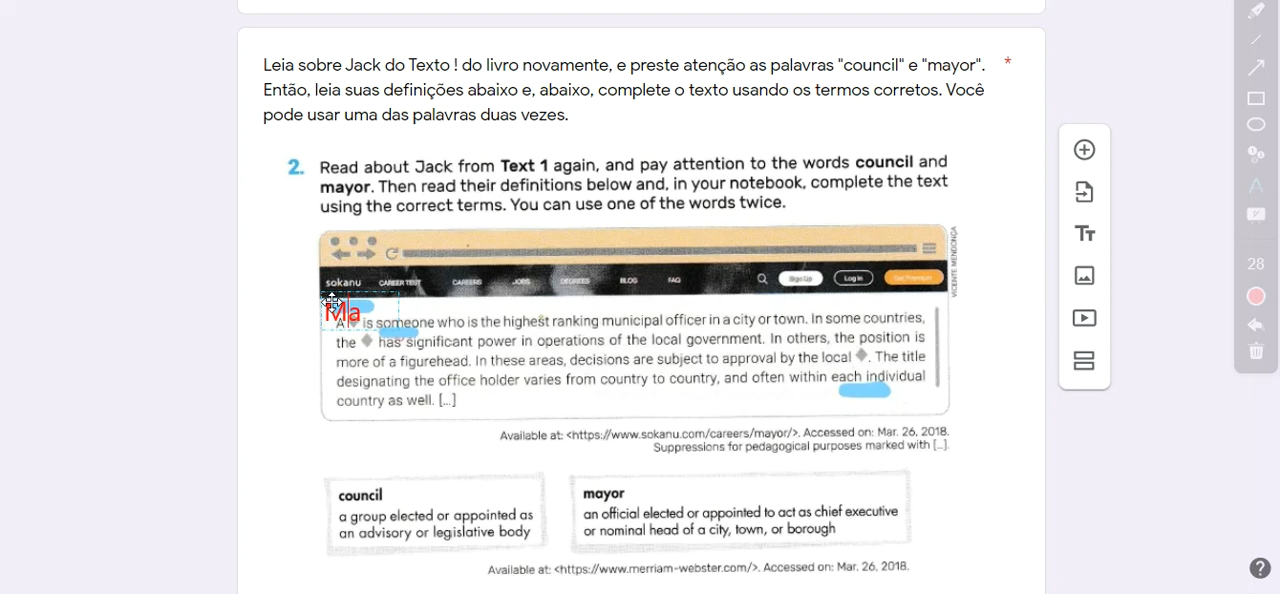 Leia sobre Jack do Texto ! do livro novamente, e preste atenção as palavras "council" e "mayor". *
Então, leia suas definições abaixo e, abaixo, complete o texto usando os termos corretos. Você
pode usar uma das palavras duas vezes.
2. Read about Jack from Text 1 again, and pay attention to the words council and
mayor. Then read their definitions below and, in your notebook, complete the text
using the correct terms. You can use one of the words twice.
VICENTE MENDONÇA
sokanu CAREER TEST CAREERS JOBS DEGREES BLOG FAQ Sign Up Log In Get Premium
Ma
A is someone who is the highest ranking municipal officer in a city or town. In some countries,
the has significant power in operations of the local government. In others, the position is
more of a figurehead. In these areas, decisions are subject to approval by the local . The title
designating the office holder varies from country to country, and often within each individual
country as well. [...]
Available at: <https://www.sokanu.com/careers/mayor/>. Accessed on: Mar. 26, 2018.
Suppressions for pedagogical purposes marked with [...].
council
a group elected or appointed as
an advisory or legislative body
mayor
an official elected or appointed to act as chief executive
or nominal head of a city, town, or borough
Available at: <https://www.merriam-webster.com/>. Accessed on: Mar. 26, 2018.
Tт
28
?